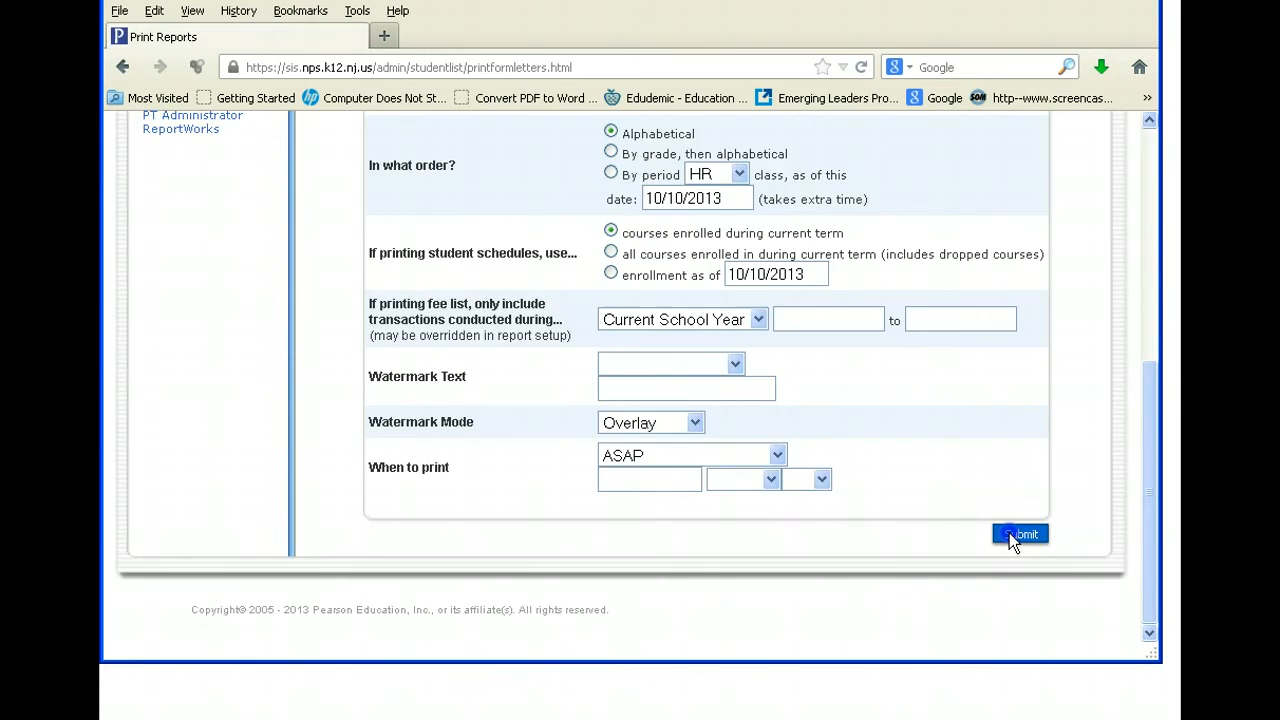 File Edit View History Bookmarks Tools Help
Print Reports
https://sis.nps.k12.nj.us/admin/studentlist/printformletters.html
Google
Most Visited Getting Started Computer Does Not St... Convert PDF to Word ... Edudemic - Education ... Emerging Leaders Pro... Google http--www.screencas... »
PT Administrator
ReportWorks
In what order?
Alphabetical
By grade, then alphabetical
By period HR class, as of this
date: 10/10/2013 (takes extra time)
If printing student schedules, use...
courses enrolled during current term
all courses enrolled in during current term (includes dropped courses)
enrollment as of 10/10/2013
If printing fee list, only include
transactions conducted during...
(may be overridden in report setup)
Current School Year to
Watermark Text
Watermark Mode Overlay
When to print ASAP
Submit
Copyright© 2005 - 2013 Pearson Education, Inc., or its affiliate(s). All rights reserved.